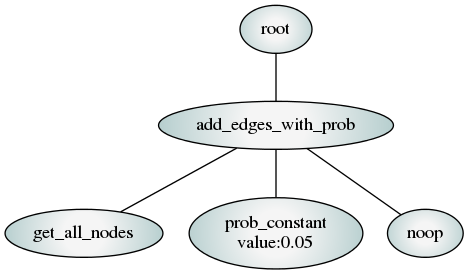 root
add_edges_with_prob
get_all_nodes
prob_constant
value:0.05
noop